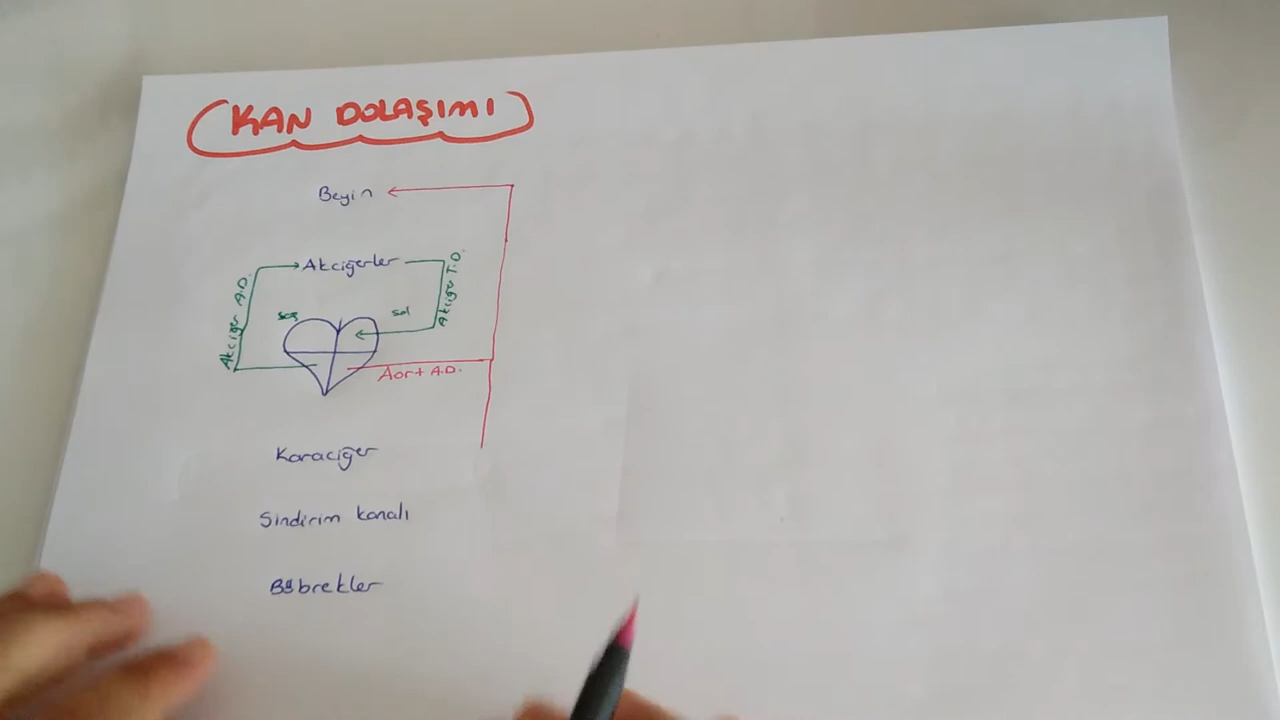 KAN DOLAŞIMI
Beyin
Akciğerler
Akciğer A.D.
Akciğer T.D.
sağ
sol
Aort A.D.
Karaciğer
Sindirim kanalı
Böbrekler